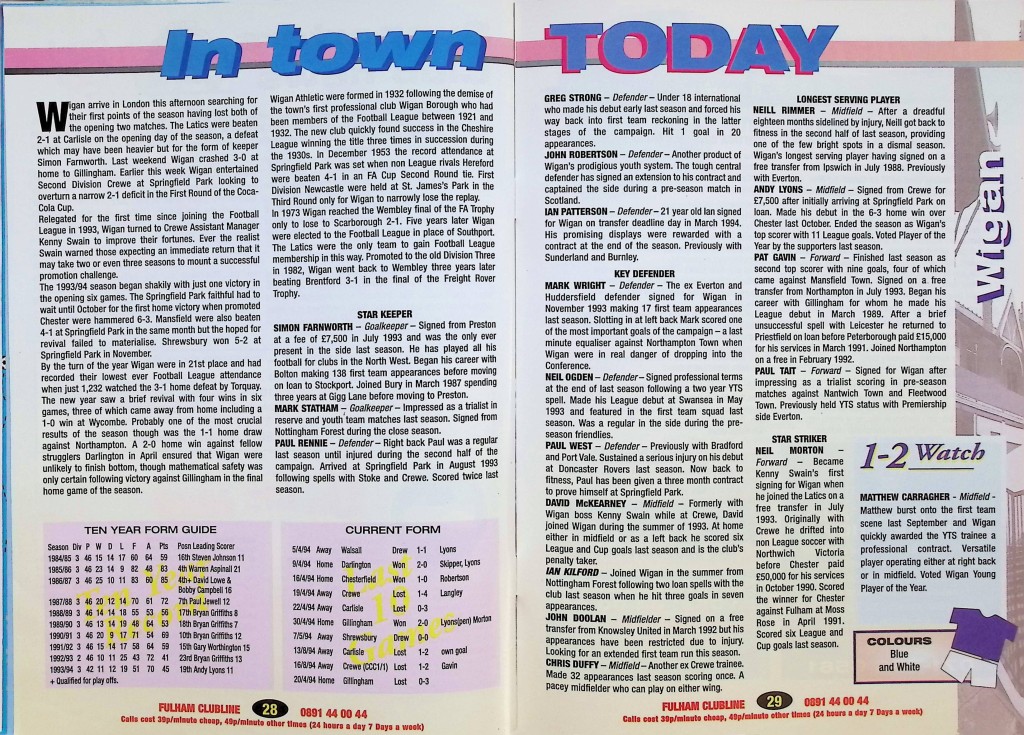 In town TODAY
Wigan arrive in London this afternoon searching for
their first points of the season having lost both of
the opening two matches. The Latics were beaten
2-1 at Carlisle on the opening day of the season, a defeat
which may have been heavier but for the form of keeper
Simon Farnworth. Last weekend Wigan crashed 3-0 at
home to Gillingham. Earlier this week Wigan entertained
Second Division Crewe at Springfield Park looking to
overturn a narrow 2-1 deficit in the First Round of the Coca-
Cola Cup.
Relegated for the first time since joining the Football
League in 1993, Wigan turned to Crewe Assistant Manager
Kenny Swain to improve their fortunes. Ever the realist
Swain warned those expecting an immediate return that it
may take two or even three seasons to mount a successful
promotion challenge.
The 1993/94 season began shakily with just one victory in
the opening six games. The Springfield Park faithful had to
wait until October for the first home victory when promoted
Chester were hammered 6-3. Mansfield were also beaten
4-1 at Springfield Park in the same month but the hoped for
revival failed to materialise. Shrewsbury won 5-2 at
Springfield Park in November.
By the turn of the year Wigan were in 21st place and had
recorded their lowest ever Football League attendance
when just 1,232 watched the 3-1 home defeat by Torquay.
The new year saw a brief revival with four wins in six
games, three of which came away from home including a
1-0 win at Wycombe. Probably one of the most crucial
results of the season though was the 1-1 home draw
against Northampton. A 2-0 home win against fellow
strugglers Darlington in April ensured that Wigan were
unlikely to finish bottom, though mathematical safety was
only certain following victory against Gillingham in the final
home game of the season.
Wigan Athletic were formed in 1932 following the demise of
the town's first professional club Wigan Borough who had
been members of the Football League between 1921 and
1932. The new club quickly found success in the Cheshire
League winning the title three times in succession during
the 1930s. In December 1953 the record attendance at
Springfield Park was set when non League rivals Hereford
were beaten 4-1 in an FA Cup Second Round tie. First
Division Newcastle were held at St. James's Park in the
Third Round only for Wigan to narrowly lose the replay.
In 1973 Wigan reached the Wembley final of the FA Trophy
only to lose to Scarborough 2-1. Five years later Wigan
were elected to the Football League in place of Southport.
The Latics were the only team to gain Football League
membership in this way. Promoted to the old Division Three
in 1982, Wigan went back to Wembley three years later
beating Brentford 3-1 in the final of the Freight Rover
Trophy.
STAR KEEPER
SIMON FARNWORTH – Goalkeeper – Signed from Preston
at a fee of £7,500 in July 1993 and was the only ever
present in the side last season. He has played all his
football for clubs in the North West. Began his career with
Bolton making 138 first team appearances before moving
on loan to Stockport. Joined Bury in March 1987 spending
three years at Gigg Lane before moving to Preston.
MARK STATHAM – Goalkeeper – Impressed as a trialist in
reserve and youth team matches last season. Signed from
Nottingham Forest during the close season.
PAUL RENNIE – Defender – Right back Paul was a regular
last season until injured during the second half of the
campaign. Arrived at Springfield Park in August 1993
following spells with Stoke and Crewe. Scored twice last
season.
TEN YEAR FORM GUIDE
Season Div P W D L F A Pts Posn Leading Scorer
1984/85 3 46 15 14 17 60 64 59 16th Steven Johnson 11
1985/86 3 46 23 14 9 82 48 83 4th Warren Aspinall 21
1986/87 3 46 25 10 11 83 60 85 4th+ David Lowe &
Bobby Campbell 16
1987/88 3 46 20 12 14 70 61 72 7th Paul Jewell 12
1988/89 3 46 14 14 18 55 53 56 17th Bryan Griffiths 8
1989/90 3 46 13 14 19 48 64 53 18th Bryan Griffiths 7
1990/91 3 46 20 9 17 71 54 69 10th Bryan Griffiths 12
1991/92 3 46 15 14 17 58 64 59 15th Gary Worthington 15
1992/93 2 46 10 11 25 43 72 41 23rd Bryan Griffiths 13
1993/94 3 42 11 12 19 51 70 45 19th Andy Lyons 11
+ Qualified for play offs.
CURRENT FORM
Last 10 Games
5/4/94 Away Walsall Drew 1-1 Lyons
9/4/94 Home Darlington Won 2-0 Skipper, Lyons
16/4/94 Home Chesterfield Won 1-0 Robertson
19/4/94 Away Crewe Lost 1-4 Langley
22/4/94 Away Carlisle Lost 0-3
30/4/94 Home Gillingham Won 2-0 Lyons(pen) Morton
7/5/94 Away Shrewsbury Drew 0-0
13/8/94 Away Carlisle Lost 1-2 own goal
16/8/94 Away Crewe (CCC1/1) Lost 1-2 Gavin
20/4/94 Home Gillingham Lost 0-3
FULHAM CLUBLINE 28 0891 44 00 44
Calls cost 39p/minute cheap, 49p/minute other times (24 hours a day 7 Days a week)
GREG STRONG – Defender – Under 18 international
who made his debut early last season and forced his
way back into first team reckoning in the latter
stages of the campaign. Hit 1 goal in 20
appearances.
JOHN ROBERTSON – Defender – Another product of
Wigan's prodigious youth system. The tough central
defender has signed an extension to his contract and
captained the side during a pre-season match in
Scotland.
IAN PATTERSON – Defender – 21 year old Ian signed
for Wigan on transfer deadline day in March 1994.
His promising displays were rewarded with a
contract at the end of the season. Previously with
Sunderland and Burnley.
KEY DEFENDER
MARK WRIGHT – Defender – The ex Everton and
Huddersfield defender signed for Wigan in
November 1993 making 17 first team appearances
last season. Slotting in at left back Mark scored one
of the most important goals of the campaign – a last
minute equaliser against Northampton Town when
Wigan were in real danger of dropping into the
Conference.
NEIL OGDEN – Defender – Signed professional terms
at the end of last season following a two year YTS
spell. Made his League debut at Swansea in May
1993 and featured in the first team squad last
season. Was a regular in the side during the pre-
season friendlies.
PAUL WEST – Defender – Previously with Bradford
and Port Vale. Sustained a serious injury on his debut
at Doncaster Rovers last season. Now back to
fitness, Paul has been given a three month contract
to prove himself at Springfield Park.
DAVID McKEARNEY – Midfield – Formerly with
Wigan boss Kenny Swain while at Crewe, David
joined Wigan during the summer of 1993. At home
either in midfield or as a left back he scored six
League and Cup goals last season and is the club's
penalty taker.
IAN KILFORD – Joined Wigan in the summer from
Nottingham Forest following two loan spells with the
club last season when he hit three goals in seven
appearances.
JOHN DOOLAN – Midfielder – Signed on a free
transfer from Knowsley United in March 1992 but his
appearances have been restricted due to injury.
Looking for an extended first team run this season.
CHRIS DUFFY – Midfield – Another ex Crewe trainee.
Made 32 appearances last season scoring once. A
pacey midfielder who can play on either wing.
LONGEST SERVING PLAYER
NEILL RIMMER – Midfield – After a dreadful
eighteen months sidelined by injury, Neill got back to
fitness in the second half of last season, providing
one of the few bright spots in a dismal season.
Wigan's longest serving player having signed on a
free transfer from Ipswich in July 1988. Previously
with Everton.
ANDY LYONS – Midfield – Signed from Crewe for
£7,500 after initially arriving at Springfield Park on
loan. Made his debut in the 6-3 home win over
Chester last October. Ended the season as Wigan's
top scorer with 11 League goals. Voted Player of the
Year by the supporters last season.
PAT GAVIN – Forward – Finished last season as
second top scorer with nine goals, four of which
came against Mansfield Town. Signed on a free
transfer from Northampton in July 1993. Began his
career with Gillingham for whom he made his
League debut in March 1989. After a brief
unsuccessful spell with Leicester he returned to
Priestfield on loan before Peterborough paid £15,000
for his services in March 1991. Joined Northampton
on a free in February 1992.
PAUL TAIT – Forward – Signed for Wigan after
impressing as a trialist scoring in pre-season
matches against Nantwich Town and Fleetwood
Town. Previously held YTS status with Premiership
side Everton.
STAR STRIKER
NEIL MORTON –
Forward – Became
Kenny Swain's first
signing for Wigan when
he joined the Latics on a
free transfer in July
1993. Originally with
Crewe he drifted into
non League soccer with
Northwich Victoria
before Chester paid
£50,000 for his services
in October 1990. Scored
the winner for Chester
against Fulham at Moss
Rose in April 1991.
Scored six League and
Cup goals last season.
1-2 Watch
MATTHEW CARRAGHER - Midfield -
Matthew burst onto the first team
scene last September and Wigan
quickly awarded the YTS trainee a
professional contract. Versatile
player operating either at right back
or in midfield. Voted Wigan Young
Player of the Year.
COLOURS
Blue
and White
Wigan
FULHAM CLUBLINE 29 0891 44 00 44
Calls cost 39p/minute cheap, 49p/minute other times (24 hours a day 7 Days a week)